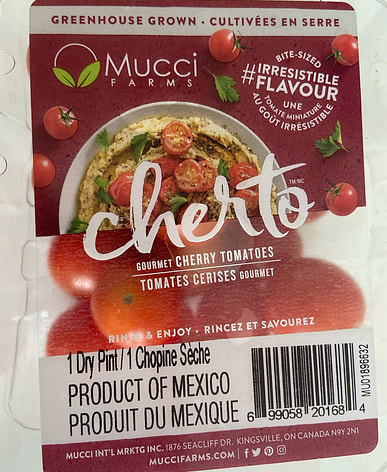 GREENHOUSE GROWN • CULTIVÉES EN SERRE
Mucci
FARMS
BITE-SIZED
#IRRESISTIBLE
FLAVOUR
UNE
TOMATE MINIATURE
AU GOÛT IRRÉSISTIBLE
cherto TM/MC
GOURMET CHERRY TOMATOES
TOMATES CERISES GOURMET
RINSE & ENJOY • RINCEZ ET SAVOUREZ
1 Dry Pint / 1 Chopine Sèche
PRODUCT OF MEXICO
PRODUIT DU MEXIQUE
6 99058 20168 4
MU01896632
MUCCI INT'L MRKTG INC. 1876 SEACLIFF DR. KINGSVILLE, ON CANADA N9Y 2N1
MUCCIFARMS.COM